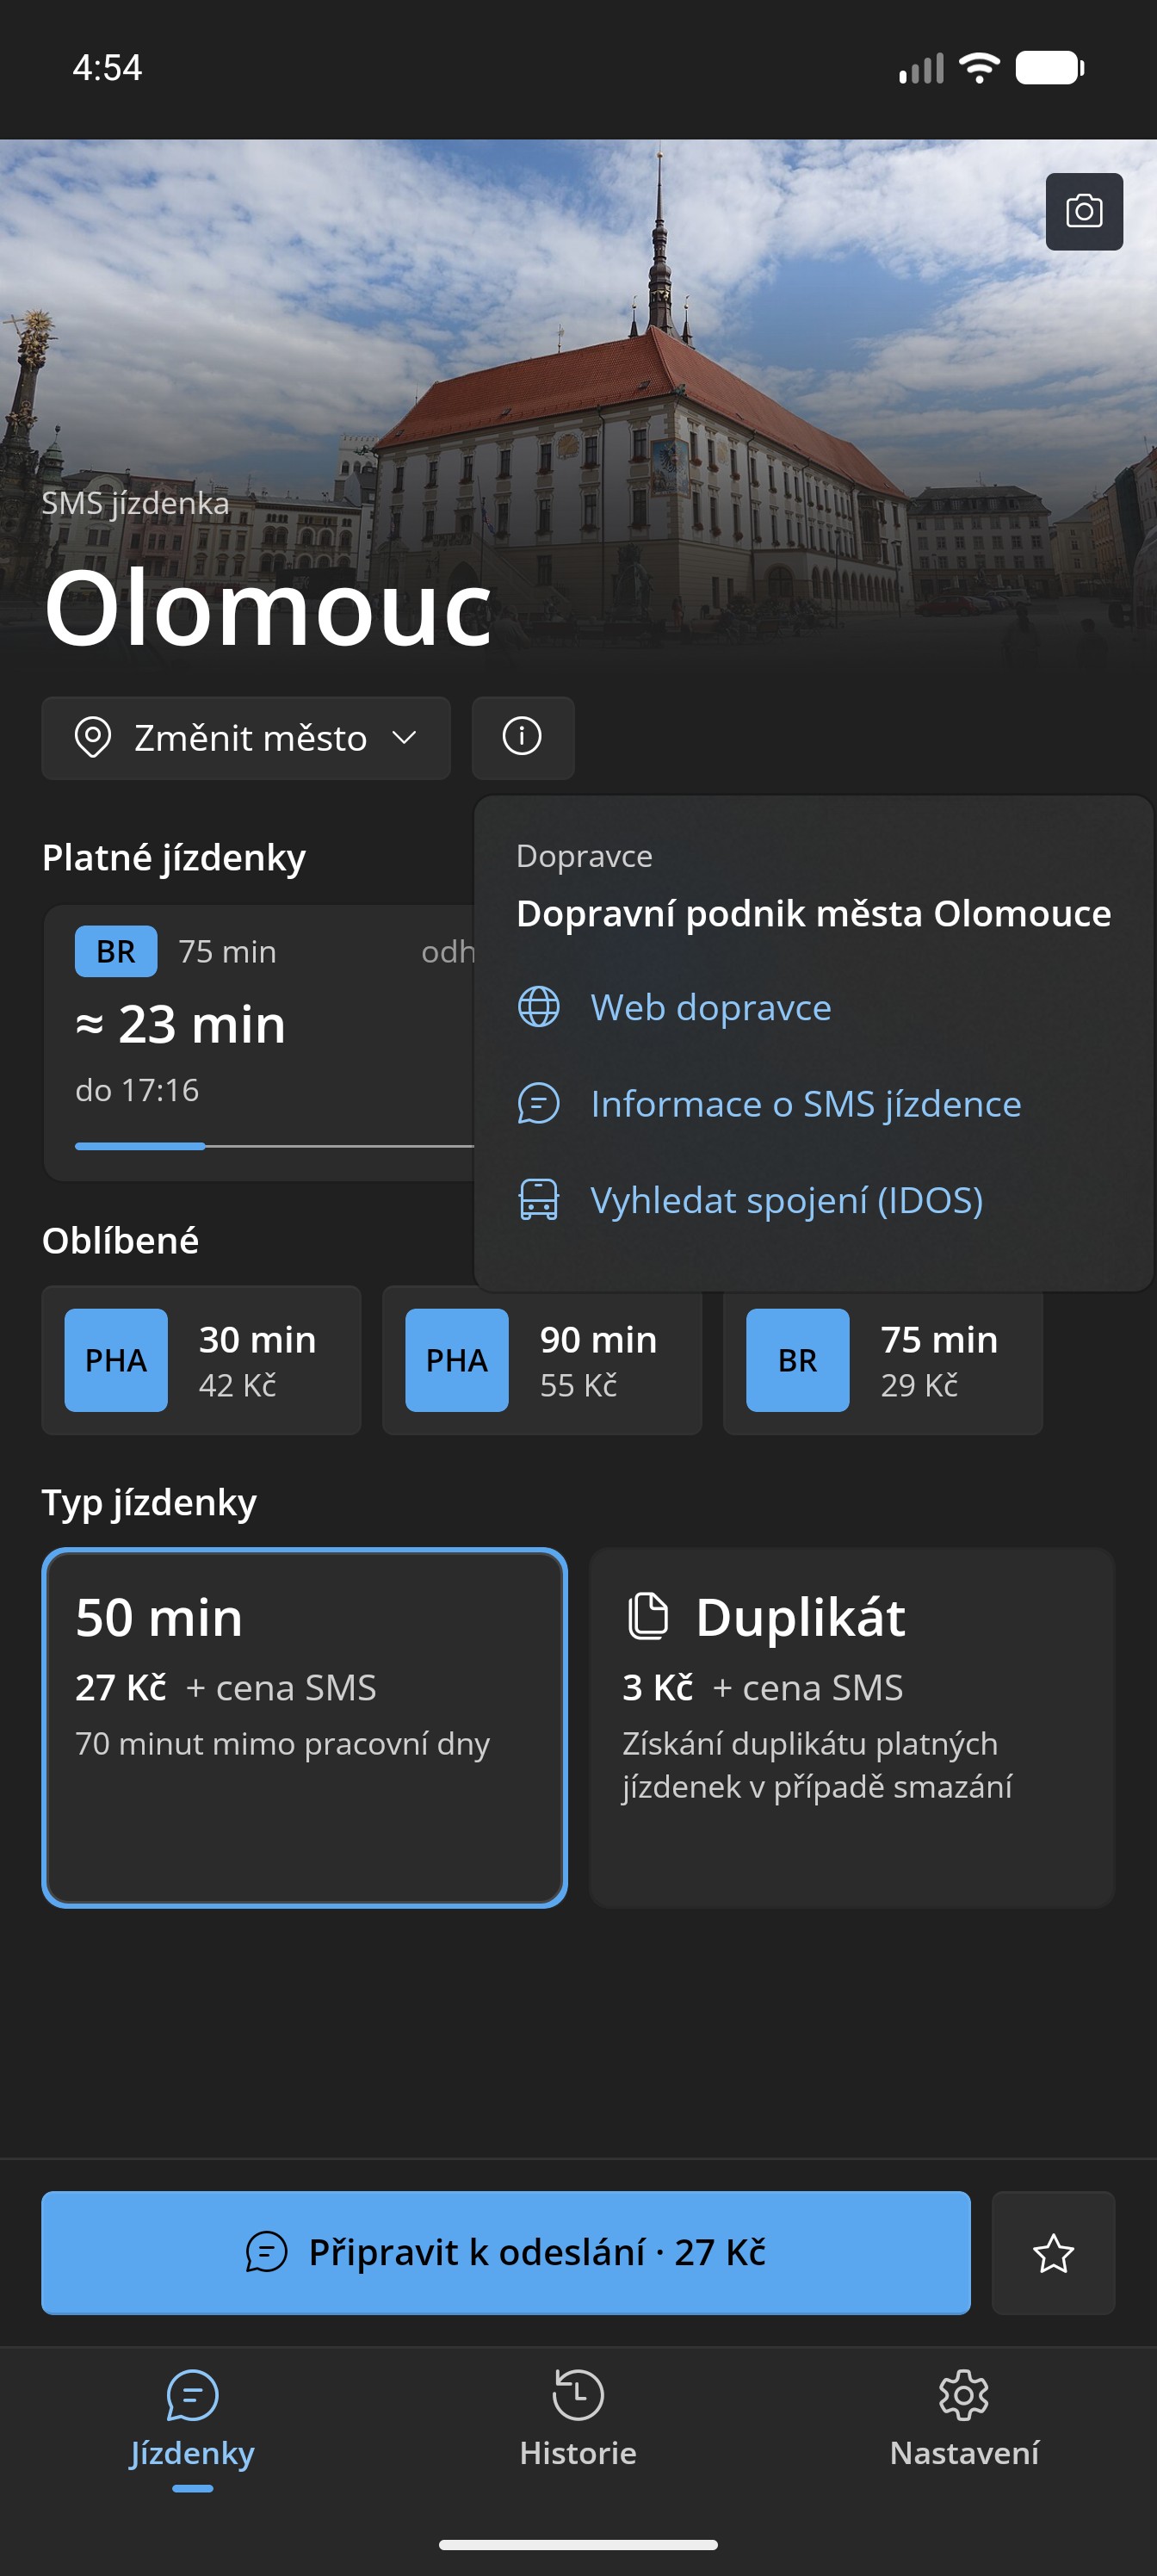 4:54
SMS jízdenka
Olomouc
Změnit město
Platné jízdenky
BR 75 min odh
≈ 23 min
do 17:16
Dopravce
Dopravní podnik města Olomouce
Web dopravce
Informace o SMS jízdence
Vyhledat spojení (IDOS)
Oblíbené
PHA
30 min
42 Kč
PHA
90 min
55 Kč
BR
75 min
29 Kč
Typ jízdenky
50 min
27 Kč + cena SMS
70 minut mimo pracovní dny
Duplikát
3 Kč + cena SMS
Získání duplikátu platných
jízdenek v případě smazání
Připravit k odeslání · 27 Kč
Jízdenky
Historie
Nastavení